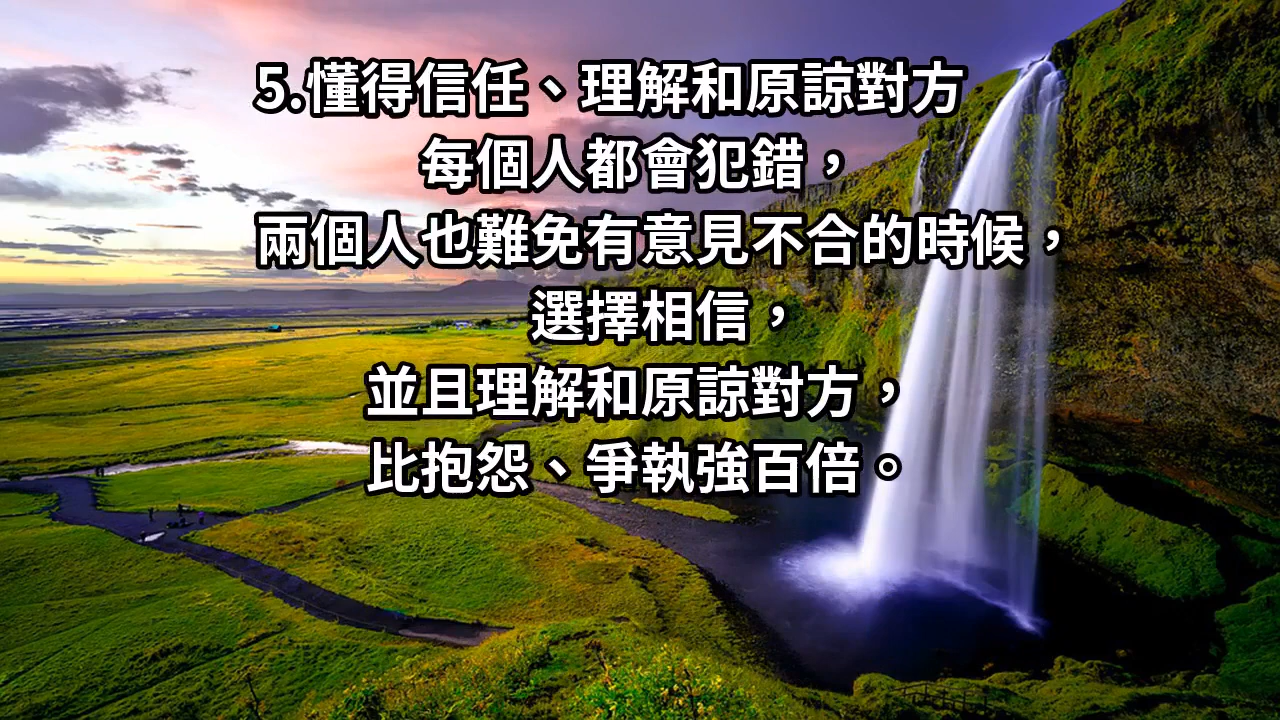 5.懂得信任、理解和原諒對方
每個人都會犯錯，
兩個人也難免有意見不合的時候，
選擇相信，
並且理解和原諒對方，
比抱怨、爭執強百倍。